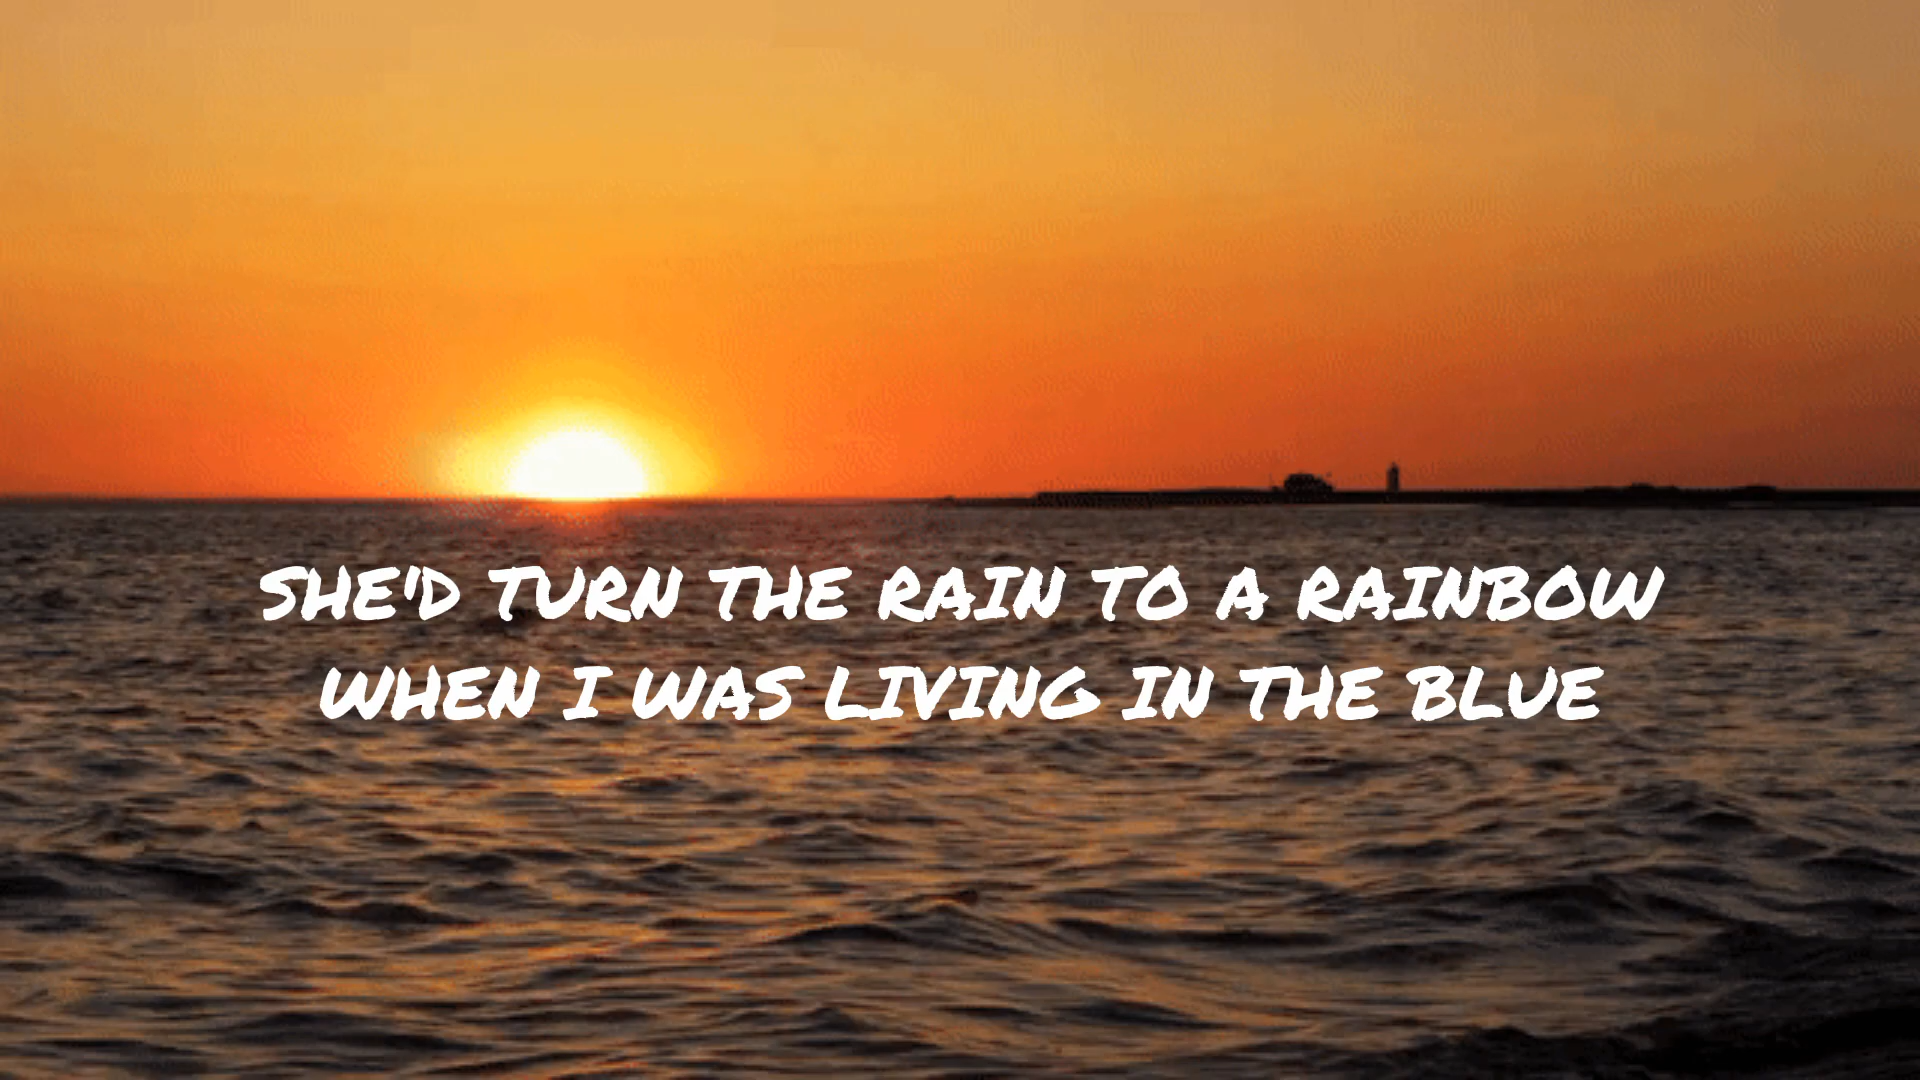 SHE'D TURN THE RAIN TO A RAINBOW
WHEN I WAS LIVING IN THE BLUE